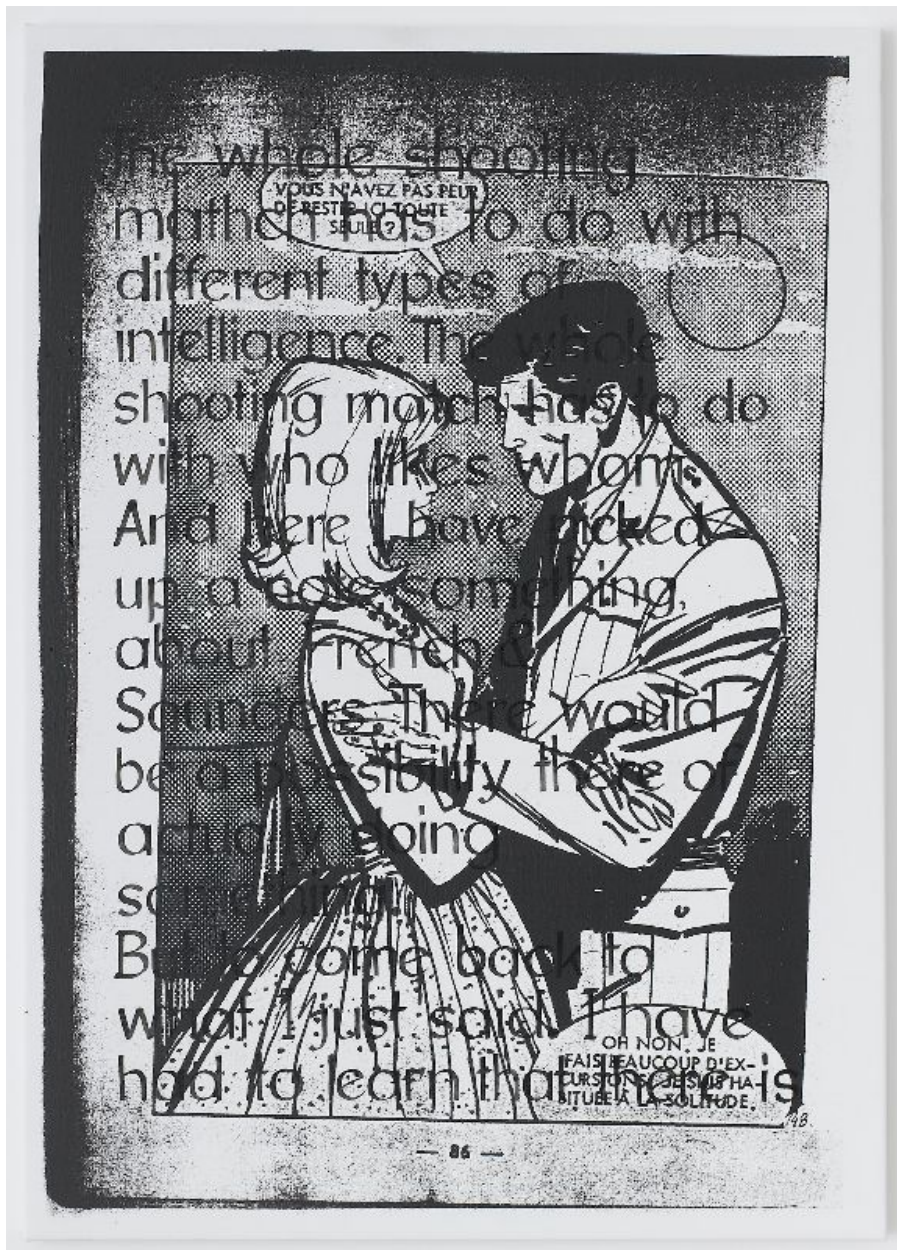 The whole shooting
VOUS N'AVEZ PAS PEUR
DE RESTER ICI TOUTE
SEULE ?
mathch has to do with
different types of
intelligence. The whole
shooting match has to do
with who likes whom.
And here I have picked
up a note something,
about French &
Saunders. There would
be a possibility there of
actually doing
something.
But to come back to
what I just said. I have
had to learn that there is
OH NON, JE
FAIS BEAUCOUP D'EX-
CURSIONS, JE SUIS HA-
BITUÉE À LA SOLITUDE.
— 86 —